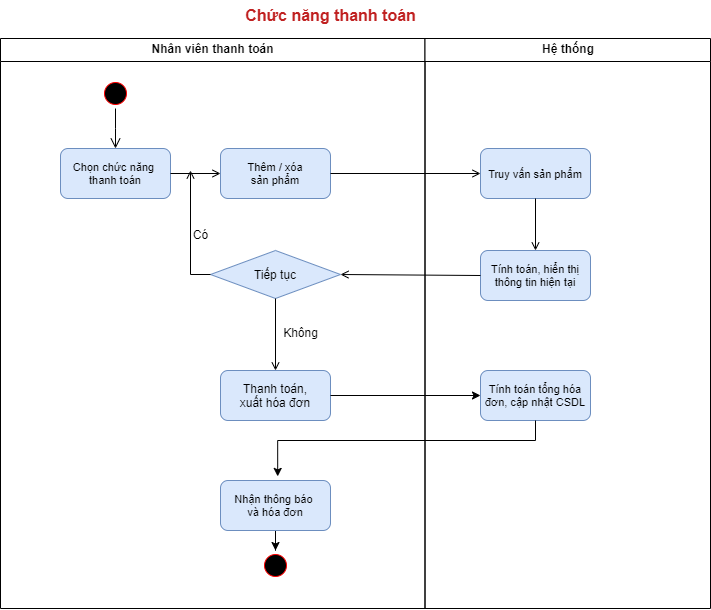 Chức năng thanh toán
Nhân viên thanh toán
Hệ thống
Chọn chức năng
thanh toán
Thêm / xóa
sản phẩm
Truy vấn sản phẩm
Có
Tiếp tục
Tính toán, hiển thị
thông tin hiện tại
Không
Thanh toán,
xuất hóa đơn
Tính toán tổng hóa
đơn, cập nhật CSDL
Nhận thông báo
và hóa đơn